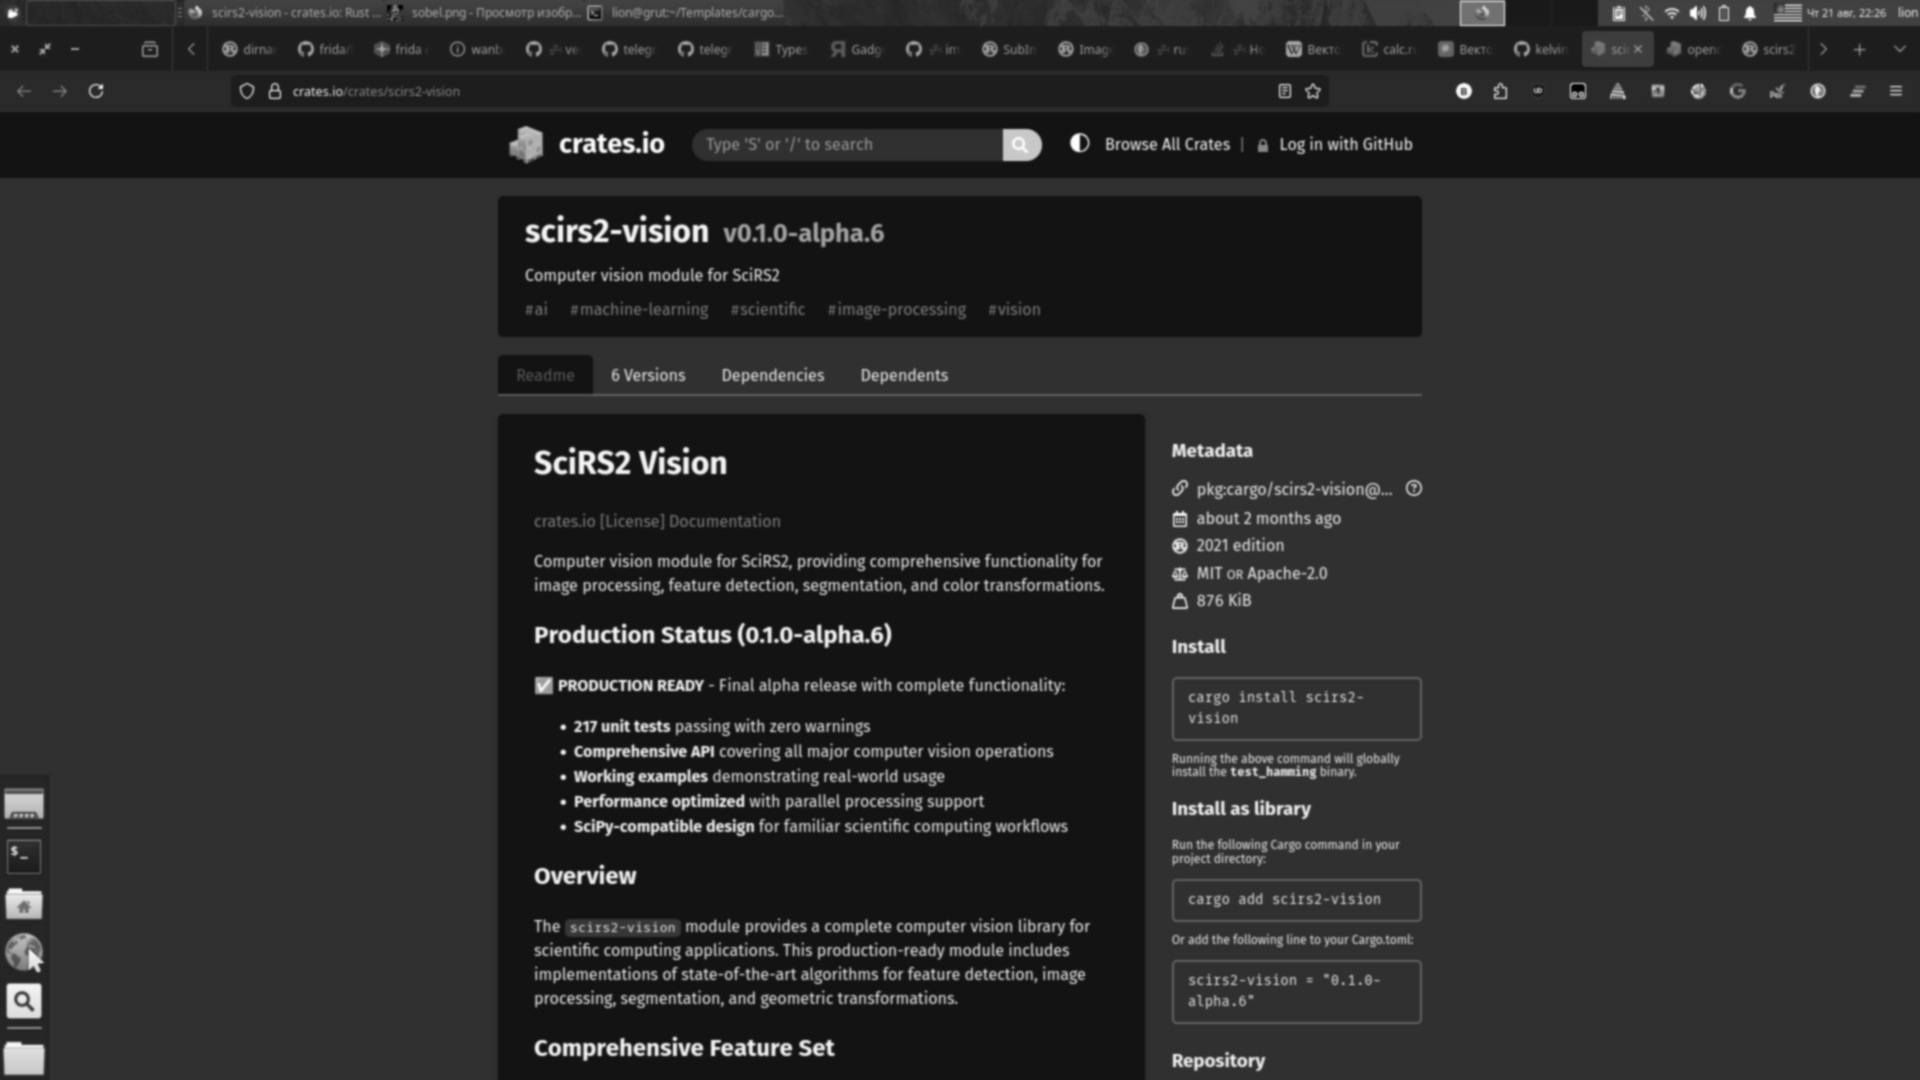 scirs2-vision - crates.io: Rust ...
sobel.png - Просмотр изобр...
lion@grut:~/Templates/cargo...
Чт 21 авг, 22:26 lion
dirna
frida/
frida
wanb
ve
teleg
teleg
Types
Gadg
im
SubIn
Imag
ru
Ho
Векто
calc.r
Векто
kelvin
sci
open
scirs2
crates.io/crates/scirs2-vision
crates.io
Type 'S' or '/' to search
Browse All Crates | Log in with GitHub
scirs2-vision v0.1.0-alpha.6
Computer vision module for SciRS2
#ai #machine-learning #scientific #image-processing #vision
Readme 6 Versions Dependencies Dependents
SciRS2 Vision
crates.io [License] Documentation
Computer vision module for SciRS2, providing comprehensive functionality for
image processing, feature detection, segmentation, and color transformations.
Production Status (0.1.0-alpha.6)
✅ PRODUCTION READY - Final alpha release with complete functionality:
• 217 unit tests passing with zero warnings
• Comprehensive API covering all major computer vision operations
• Working examples demonstrating real-world usage
• Performance optimized with parallel processing support
• SciPy-compatible design for familiar scientific computing workflows
Overview
The scirs2-vision module provides a complete computer vision library for
scientific computing applications. This production-ready module includes
implementations of state-of-the-art algorithms for feature detection, image
processing, segmentation, and geometric transformations.
Comprehensive Feature Set
Metadata
pkg:cargo/scirs2-vision@...
about 2 months ago
2021 edition
MIT OR Apache-2.0
876 KiB
Install
cargo install scirs2-
vision
Running the above command will globally
install the test_hamming binary.
Install as library
Run the following Cargo command in your
project directory:
cargo add scirs2-vision
Or add the following line to your Cargo.toml:
scirs2-vision = "0.1.0-
alpha.6"
Repository